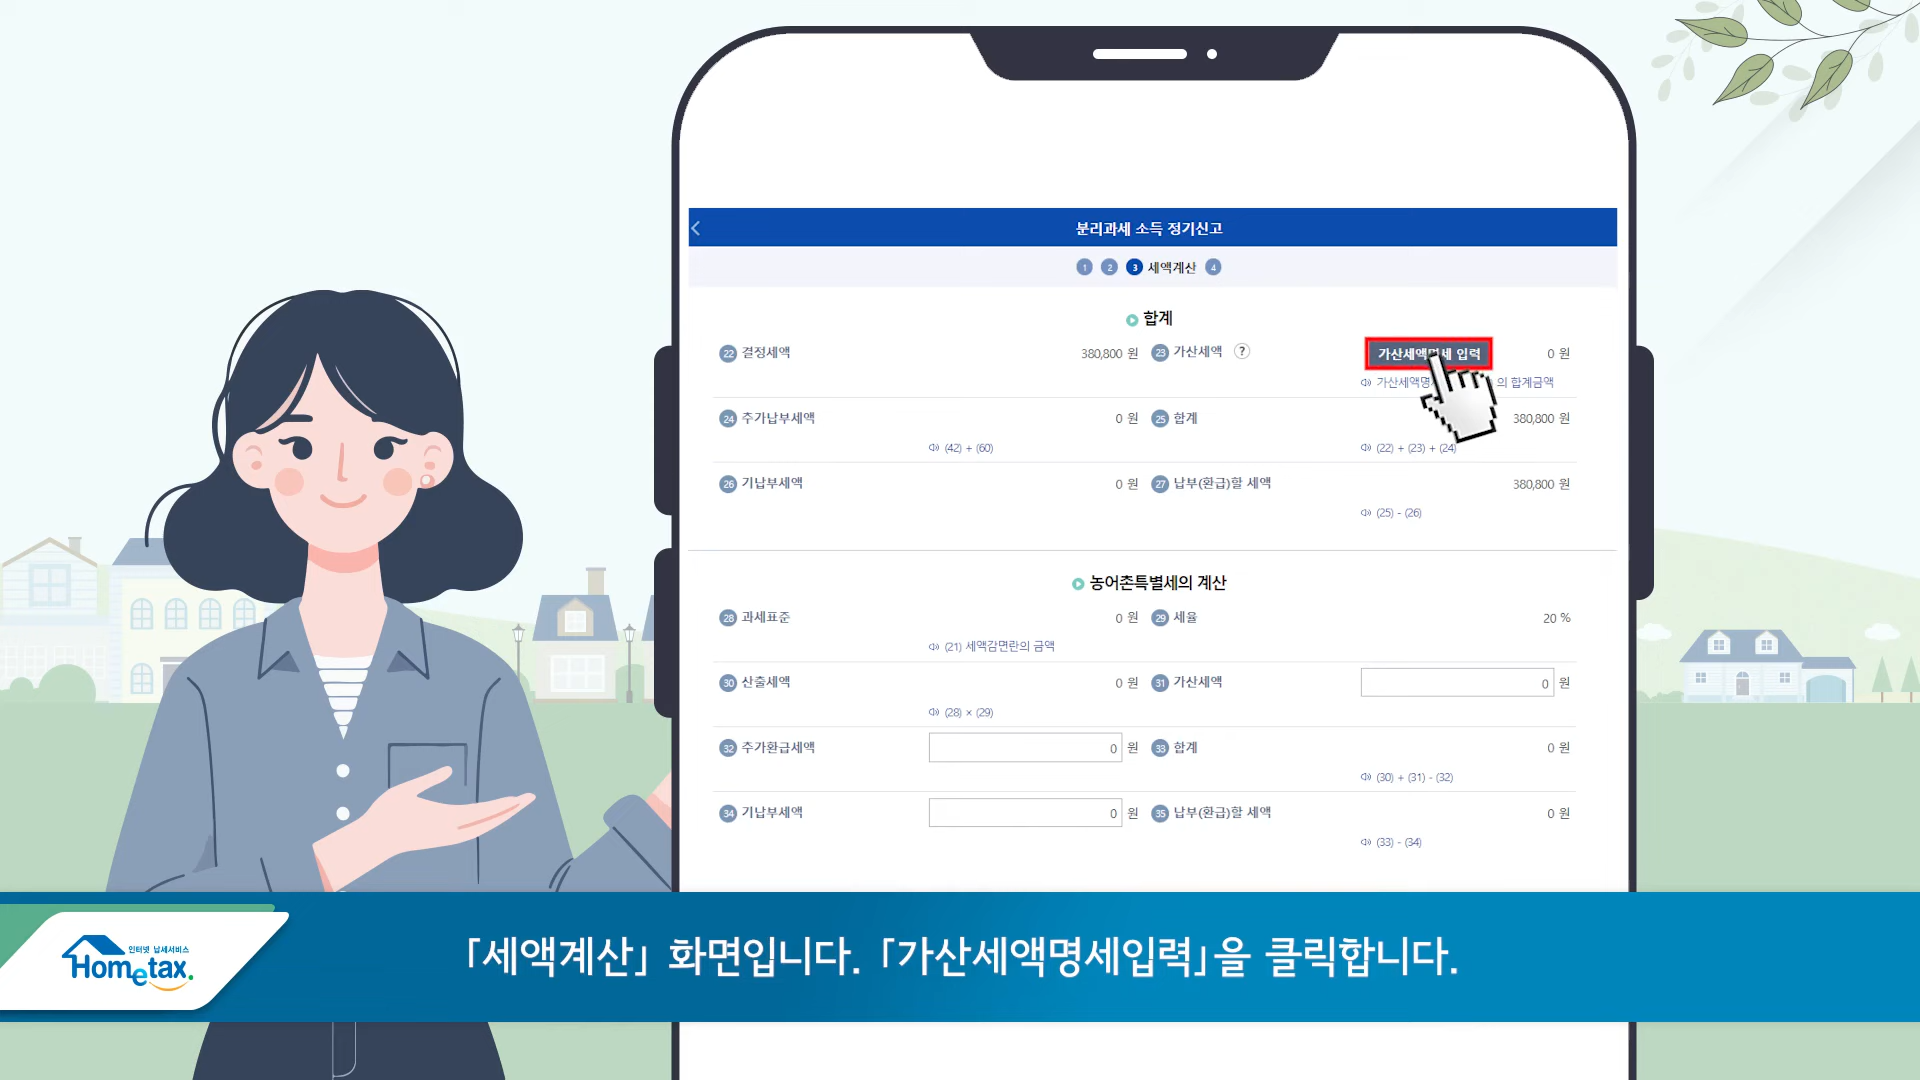 분리과세 소득 정기신고
1 2 3 세액계산 4
합계
22 결정세액 380,800 원 23 가산세액 ? 가산세액명세 입력 0 원
가산세액명 의 합계금액
24 추가납부세액 0 원 25 합계 380,800 원
(42) + (60) (22) + (23) + (24)
26 기납부세액 0 원 27 납부(환급)할 세액 380,800 원
(25) - (26)
농어촌특별세의 계산
28 과세표준 0 원 29 세율 20 %
(21) 세액감면란의 금액
30 산출세액 0 원 31 가산세액 0 원
(28) × (29)
32 추가환급세액 0 원 33 합계 0 원
(30) + (31) - (32)
34 기납부세액 0 원 35 납부(환급)할 세액 0 원
(33) - (34)
인터넷 납세서비스
Hometax.
「세액계산」 화면입니다. 「가산세액명세입력」을 클릭합니다.